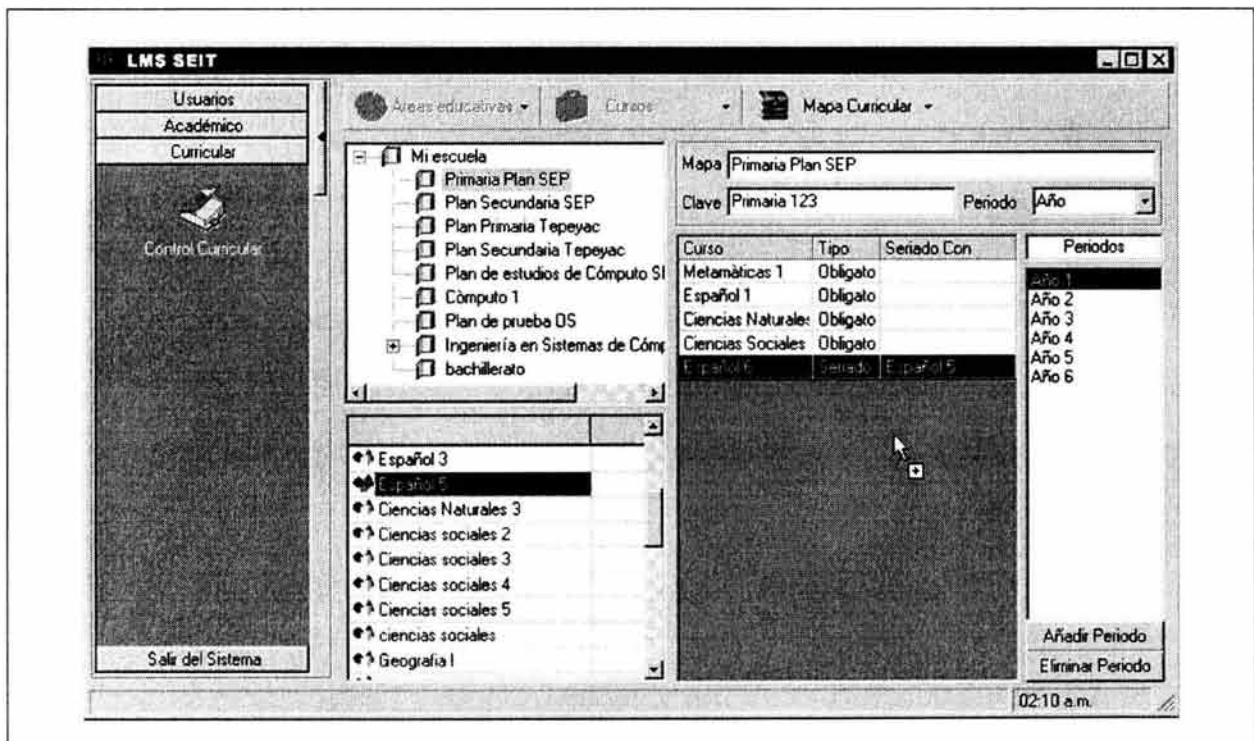 LMS SEIT
Usuarios
Académico
Curricular
Control Curricular
Salir del Sistema
Areas educativas
Cursos
Mapa Curricular
Mi escuela
Primaria Plan SEP
Plan Secundaria SEP
Plan Primaria Tepeyac
Plan Secundaria Tepeyac
Plan de estudios de Cómputo SI
Còmputo 1
Plan de prueba OS
Ingeniería en Sistemas de Cómp
bachillerato
Español 3
Español 5
Ciencias Naturales 3
Ciencias sociales 2
Ciencias sociales 3
Ciencias sociales 4
Ciencias sociales 5
ciencias sociales
Geografia I
Mapa Primaria Plan SEP
Clave Primaria 123 Periodo Año
Curso Tipo Seriado Con
Metamàticas 1 Obligato
Español 1 Obligato
Ciencias Naturales Obligato
Ciencias Sociales Obligato
Español 6 Seriado Español 5
Periodos
Año 1
Año 2
Año 3
Año 4
Año 5
Año 6
Añadir Periodo
Eliminar Periodo
02:10 a.m.